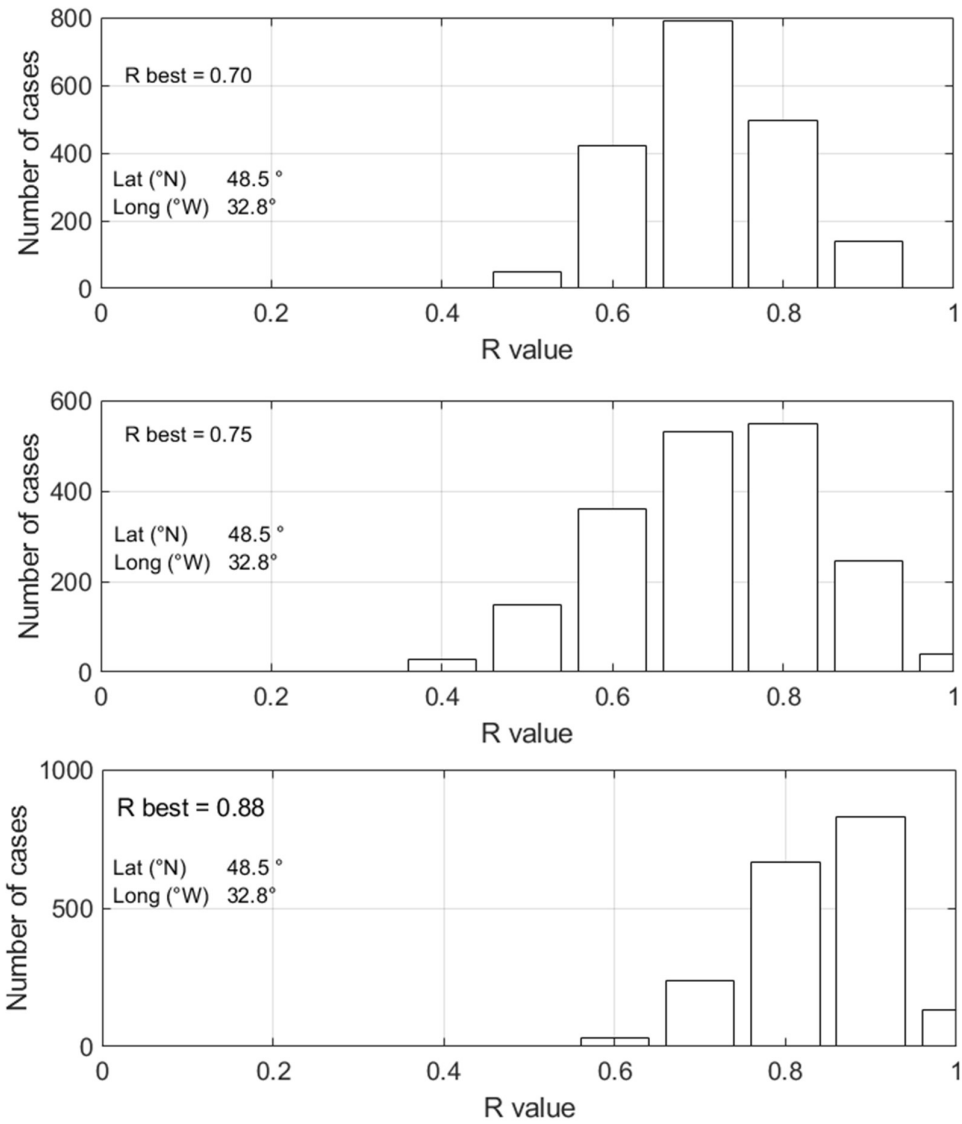 800
600
400
200
0
Number of cases
R best = 0.70
Lat (°N) 48.5 °
Long (°W) 32.8°
0 0.2 0.4 0.6 0.8 1
R value
600
400
200
0
Number of cases
R best = 0.75
Lat (°N) 48.5 °
Long (°W) 32.8°
0 0.2 0.4 0.6 0.8 1
R value
1000
500
0
Number of cases
R best = 0.88
Lat (°N) 48.5 °
Long (°W) 32.8°
0 0.2 0.4 0.6 0.8 1
R value